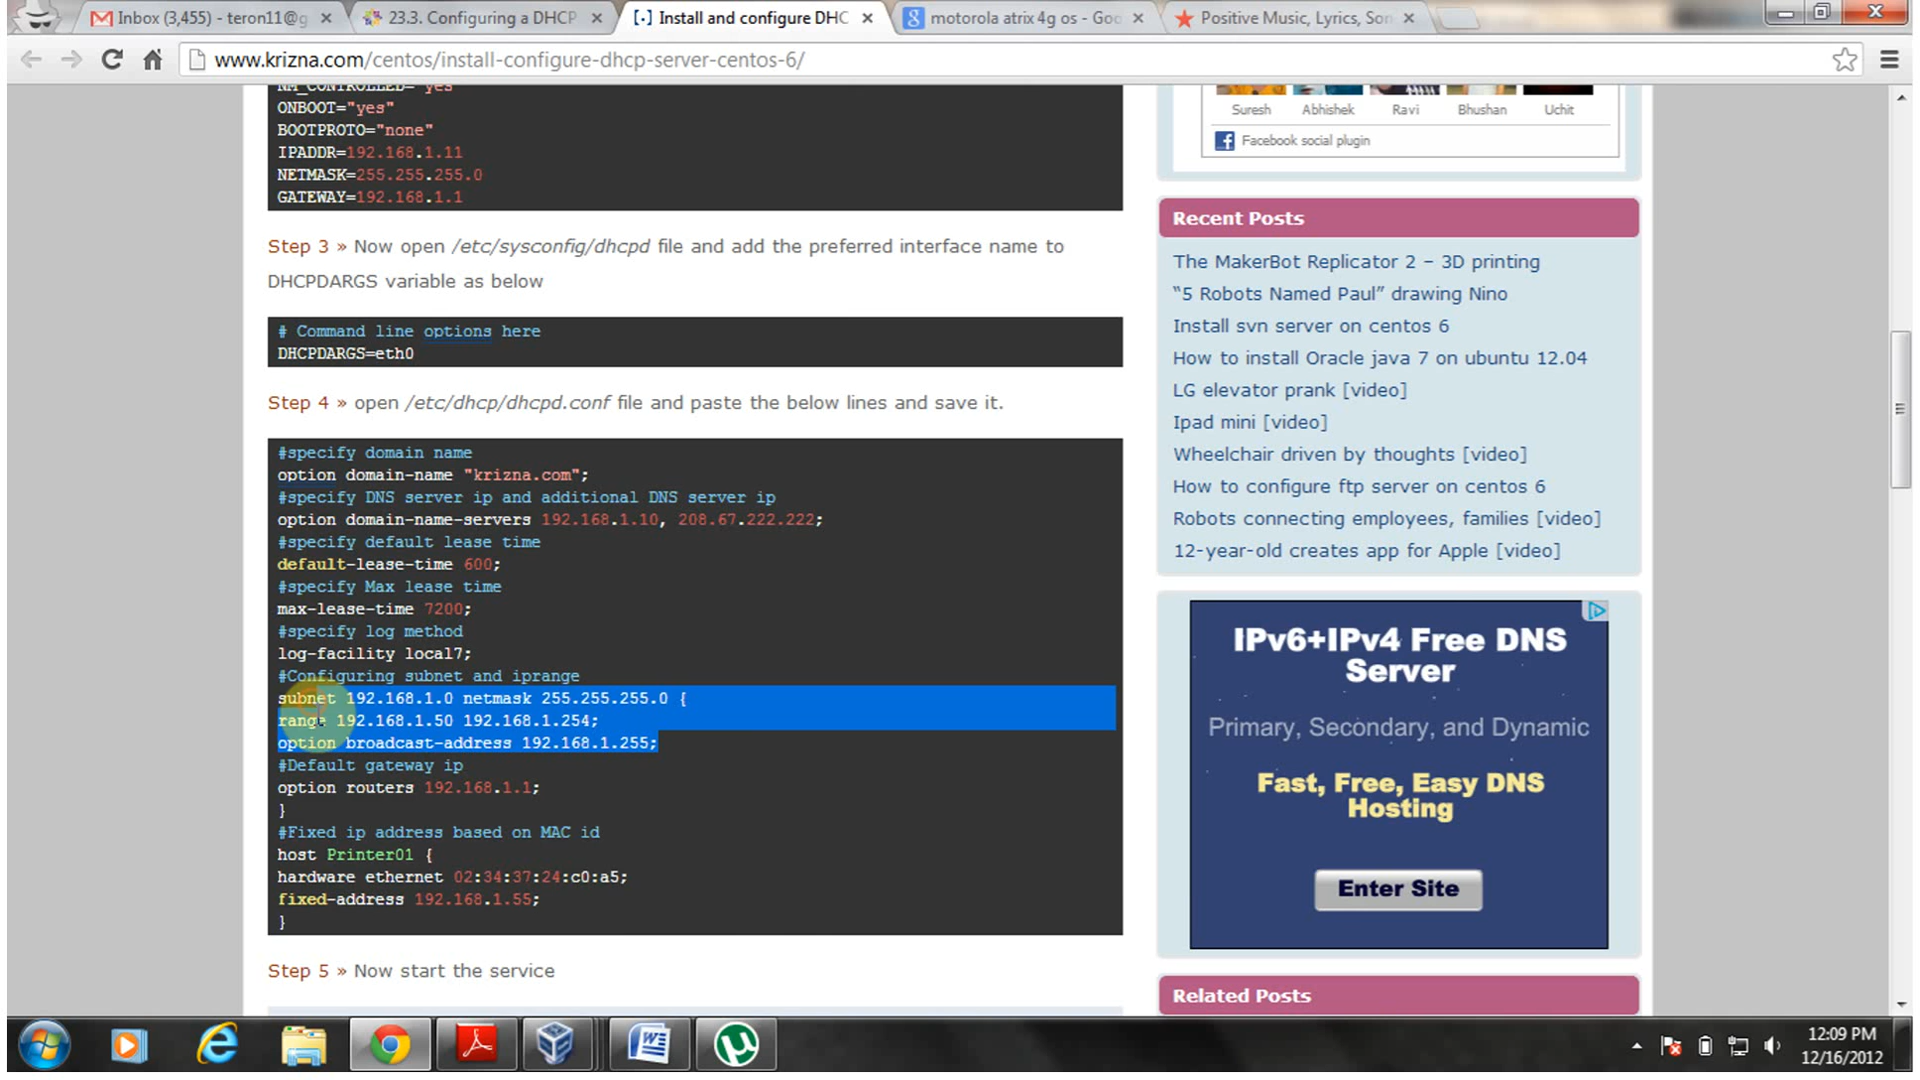 Inbox (3,455) - teron11@g
23.3. Configuring a DHCP
Install and configure DHC
motorola atrix 4g os - Goo
Positive Music, Lyrics, Son
www.krizna.com/centos/install-configure-dhcp-server-centos-6/
NM_CONTROLLED="yes"
ONBOOT="yes"
BOOTPROTO="none"
IPADDR=192.168.1.11
NETMASK=255.255.255.0
GATEWAY=192.168.1.1
Step 3 » Now open /etc/sysconfig/dhcpd file and add the preferred interface name to
DHCPDARGS variable as below
# Command line options here
DHCPDARGS=eth0
Step 4 » open /etc/dhcp/dhcpd.conf file and paste the below lines and save it.
#specify domain name
option domain-name "krizna.com";
#specify DNS server ip and additional DNS server ip
option domain-name-servers 192.168.1.10, 208.67.222.222;
#specify default lease time
default-lease-time 600;
#specify Max lease time
max-lease-time 7200;
#specify log method
log-facility local7;
#Configuring subnet and iprange
subnet 192.168.1.0 netmask 255.255.255.0 {
range 192.168.1.50 192.168.1.254;
option broadcast-address 192.168.1.255;
#Default gateway ip
option routers 192.168.1.1;
}
#Fixed ip address based on MAC id
host Printer01 {
hardware ethernet 02:34:37:24:c0:a5;
fixed-address 192.168.1.55;
}
Step 5 » Now start the service
Suresh Abhishek Ravi Bhushan Uchit
Facebook social plugin
Recent Posts
The MakerBot Replicator 2 – 3D printing
“5 Robots Named Paul” drawing Nino
Install svn server on centos 6
How to install Oracle java 7 on ubuntu 12.04
LG elevator prank [video]
Ipad mini [video]
Wheelchair driven by thoughts [video]
How to configure ftp server on centos 6
Robots connecting employees, families [video]
12-year-old creates app for Apple [video]
IPv6+IPv4 Free DNS
Server
Primary, Secondary, and Dynamic
Fast, Free, Easy DNS
Hosting
Enter Site
Related Posts
12:09 PM
12/16/2012